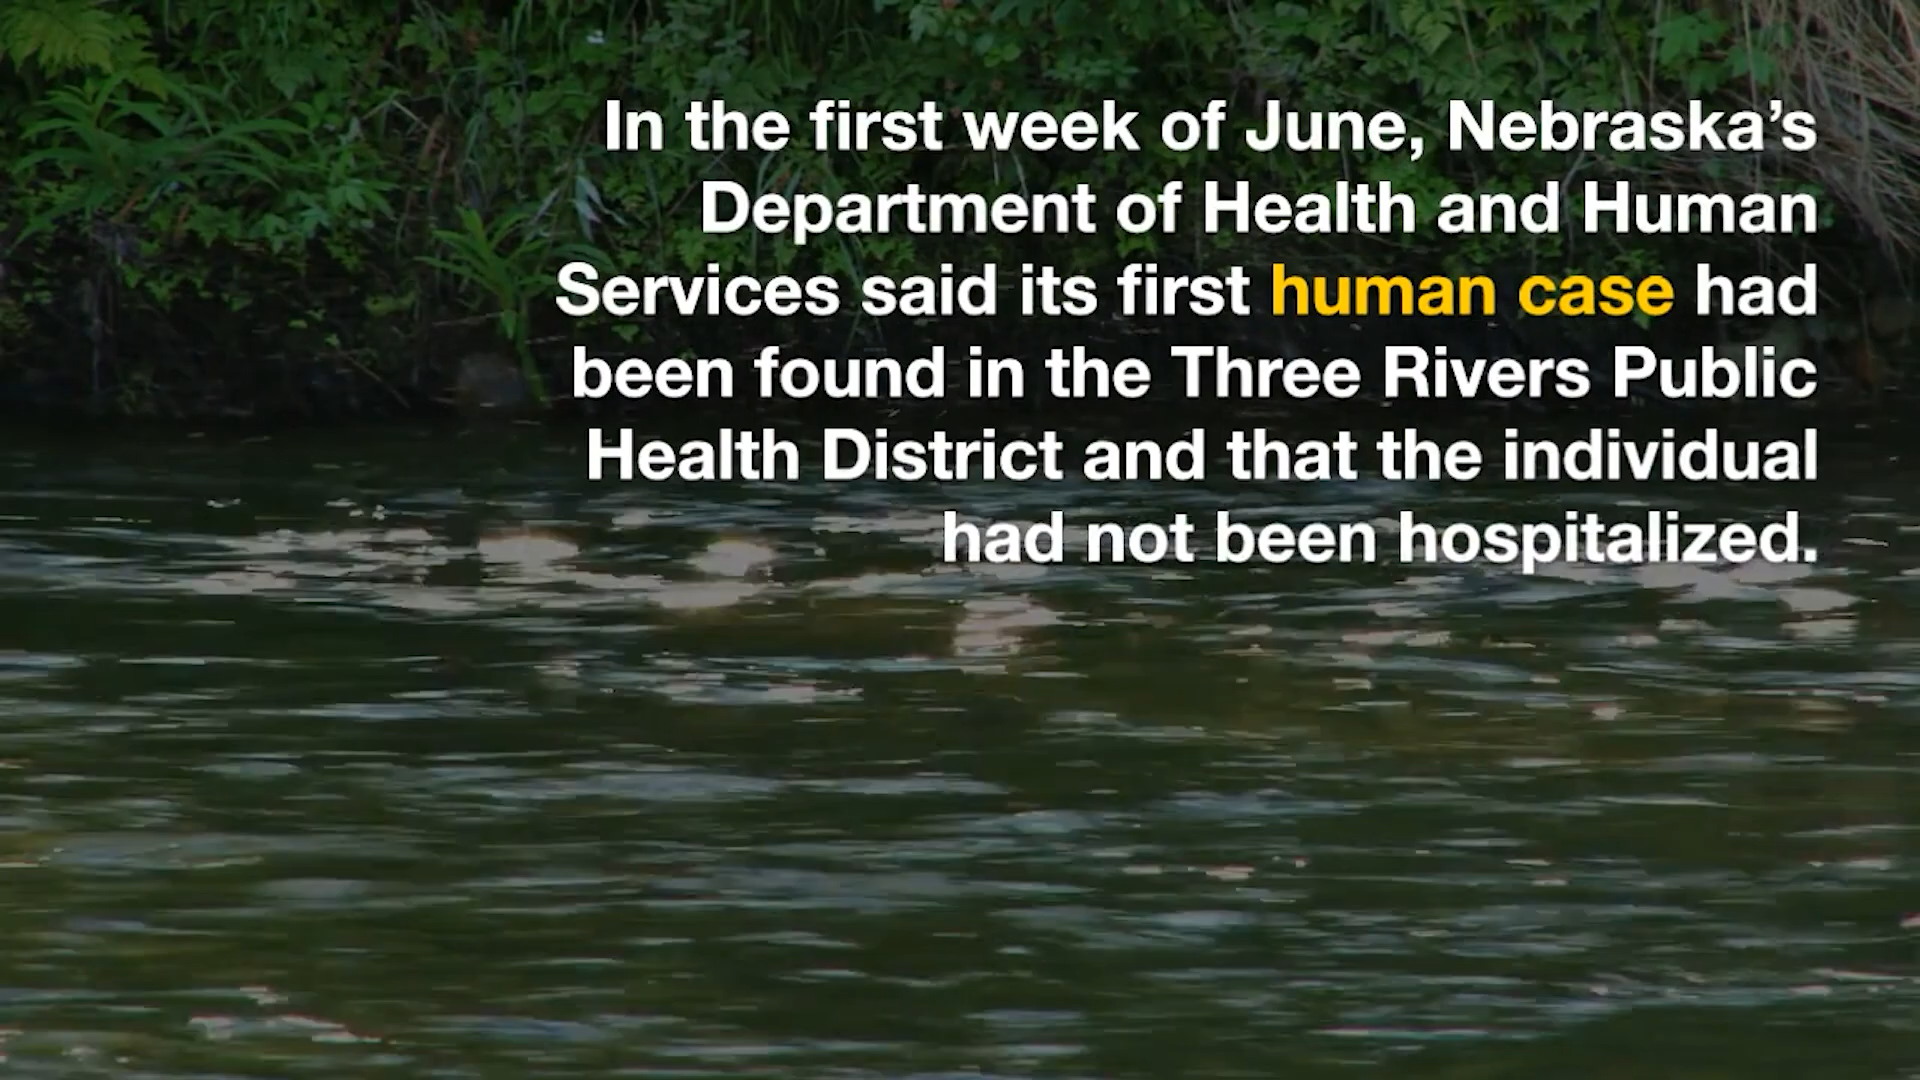 In the first week of June, Nebraska’s
Department of Health and Human
Services said its first human case had
been found in the Three Rivers Public
Health District and that the individual
had not been hospitalized.